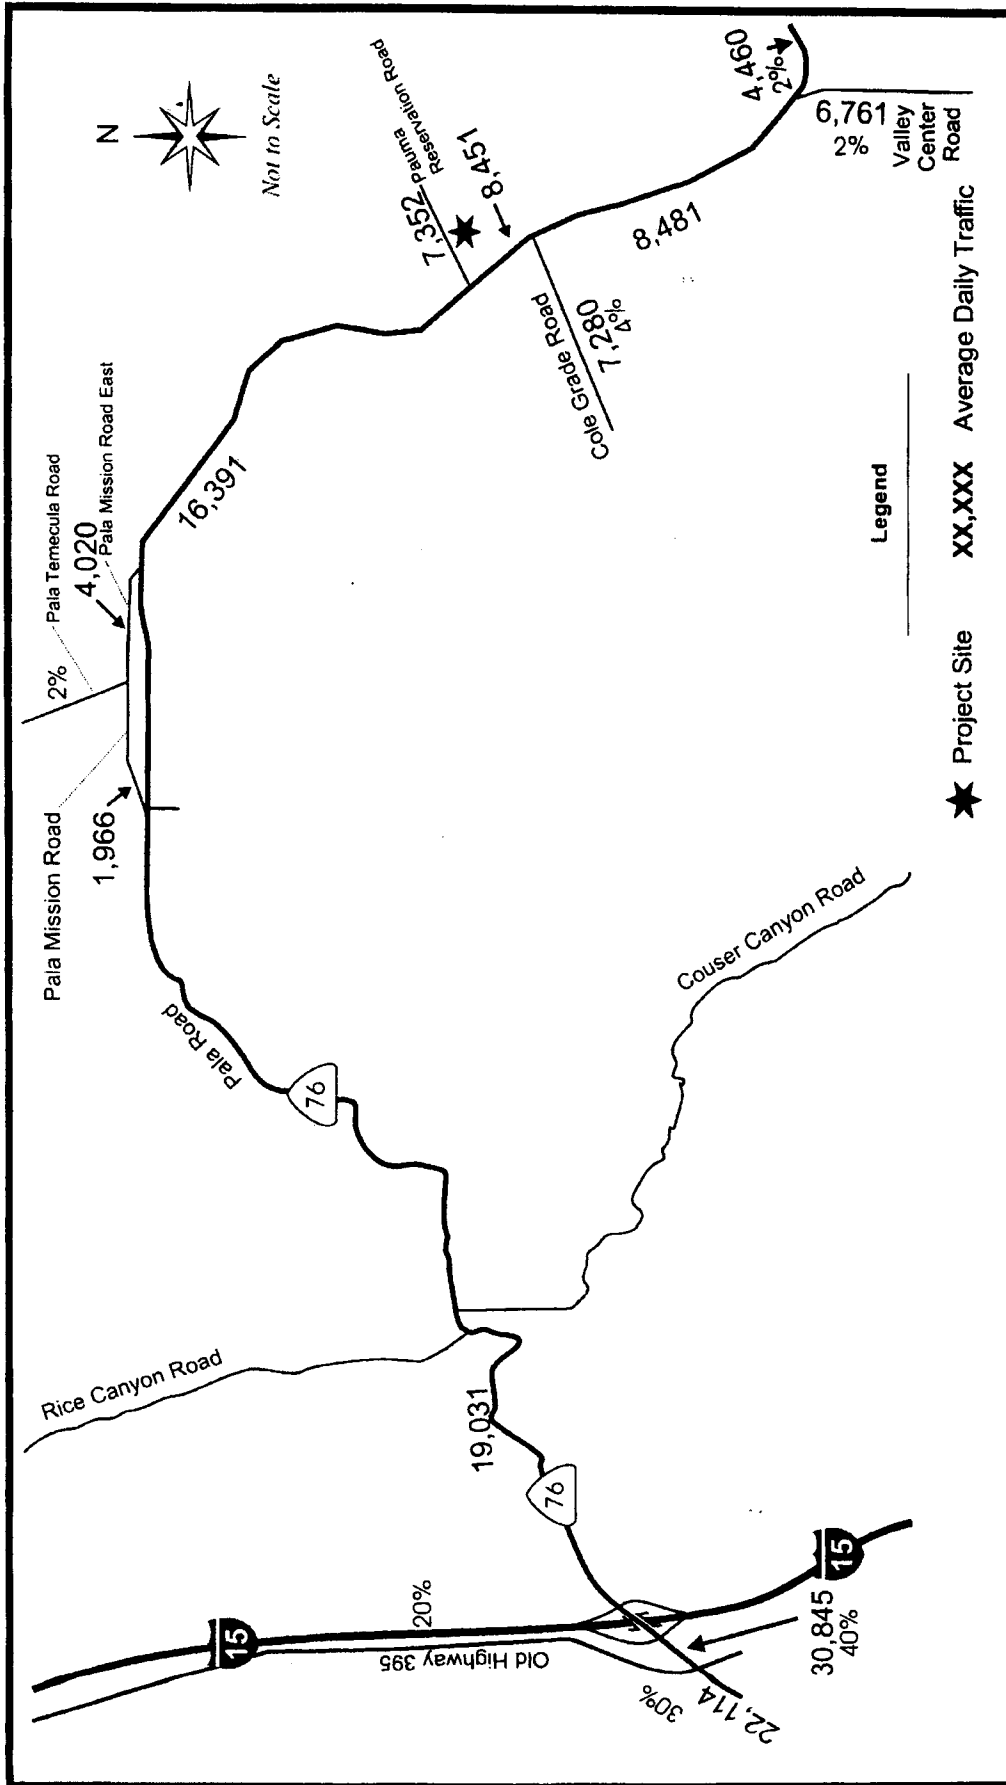 N
Not to Scale
Pala Temecula Road
2%
4,020
Pala Mission Road East
Pala Mission Road
1,966
16,391
7,352
Pauma
Reservation Road
8,451
8,481
4,460
2%
6,761
2%
Valley
Center
Road
Cole Grade Road
7,280
4%
Pala Road
76
Couser Canyon Road
Rice Canyon Road
19,031
76
15
20%
Old Highway 395
15
30,845
40%
30%
22,114
Legend
Project Site
XX,XXX Average Daily Traffic